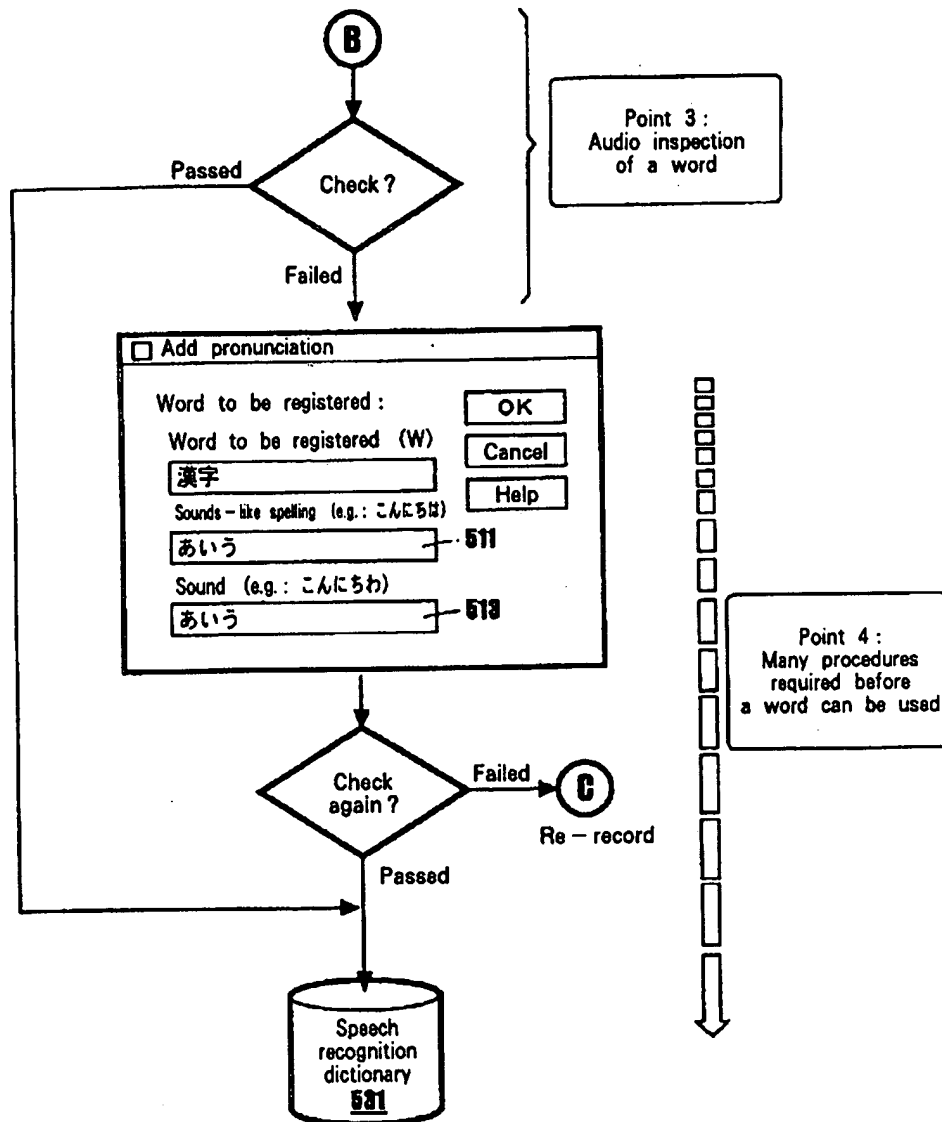 B
Point 3 :
Audio inspection
of a word
Passed
Check ?
Failed
Add pronunciation
Word to be registered :
OK
Word to be registered (W)
Cancel
漢字
Help
Sounds – like spelling (e.g. : こんにちは)
あいう
511
Sound (e.g. : こんにちわ)
あいう
513
Point 4 :
Many procedures
required before
a word can be used
Check
again ?
Failed
C
Re – record
Passed
Speech
recognition
dictionary
531